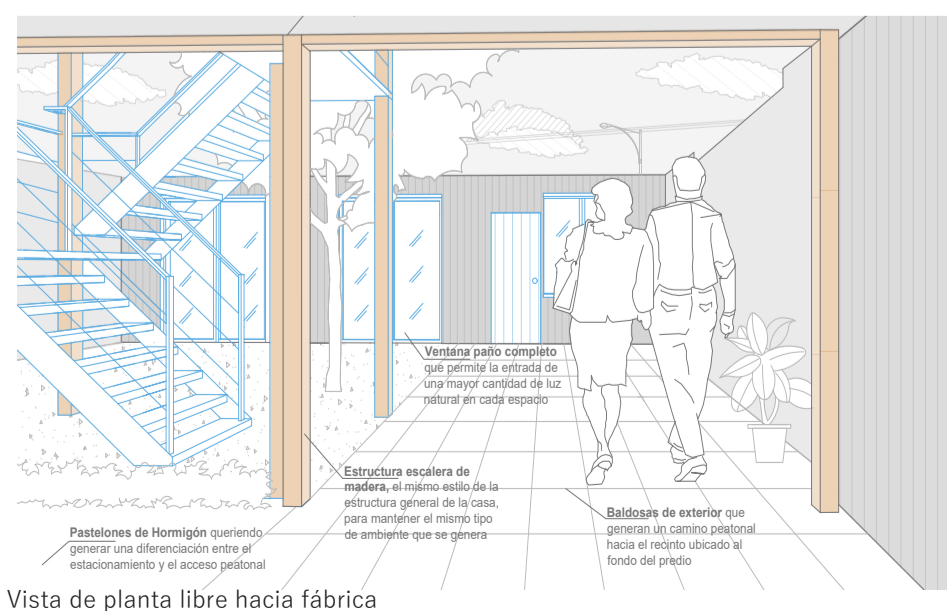 Ventana paño completo
que permite la entrada de
una mayor cantidad de luz
natural en cada espacio
Estructura escalera de
madera, el mismo estilo de la
estructura general de la casa,
para mantener el mismo tipo
de ambiente que se genera
Baldosas de exterior que
generan un camino peatonal
hacia el recinto ubicado al
fondo del predio
Pastelones de Hormigón queriendo
generar una diferenciación entre el
estacionamiento y el acceso peatonal
Vista de planta libre hacia fábrica